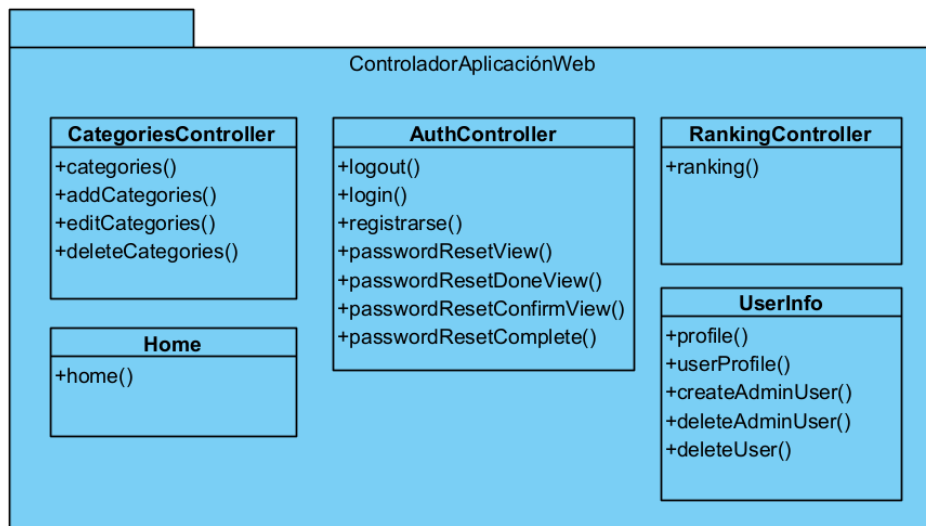 ControladorAplicaciónWeb
CategoriesController
+categories()
+addCategories()
+editCategories()
+deleteCategories()
AuthController
+logout()
+login()
+registrarse()
+passwordResetView()
+passwordResetDoneView()
+passwordResetConfirmView()
+passwordResetComplete()
RankingController
+ranking()
Home
+home()
UserInfo
+profile()
+userProfile()
+createAdminUser()
+deleteAdminUser()
+deleteUser()